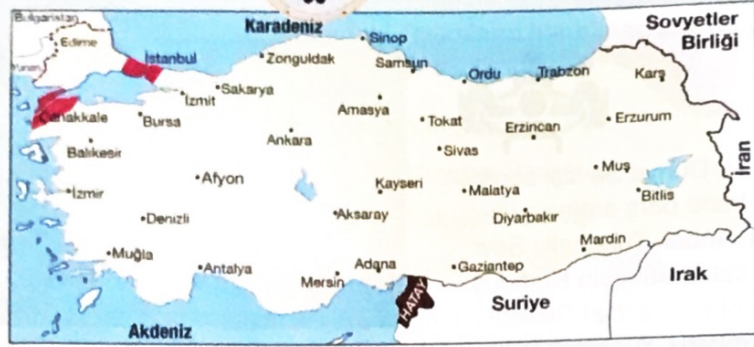 Karadeniz
Bulgaristan
Edirne
Yunan.
İstanbul
Zonguldak
Sinop
Samsun
Ordu
Trabzon
Sovyetler
Birliği
Kars
Çanakkale
İzmit
Sakarya
Bursa
Balıkesir
Ankara
Amasya
Tokat
Sivas
Erzincan
Erzurum
Muş
Bitlis
İran
İzmir
Afyon
Kayseri
Malatya
Denizli
Aksaray
Diyarbakır
Mardin
Muğla
Antalya
Mersin
Adana
HATAY
Gaziantep
Suriye
Irak
Akdeniz